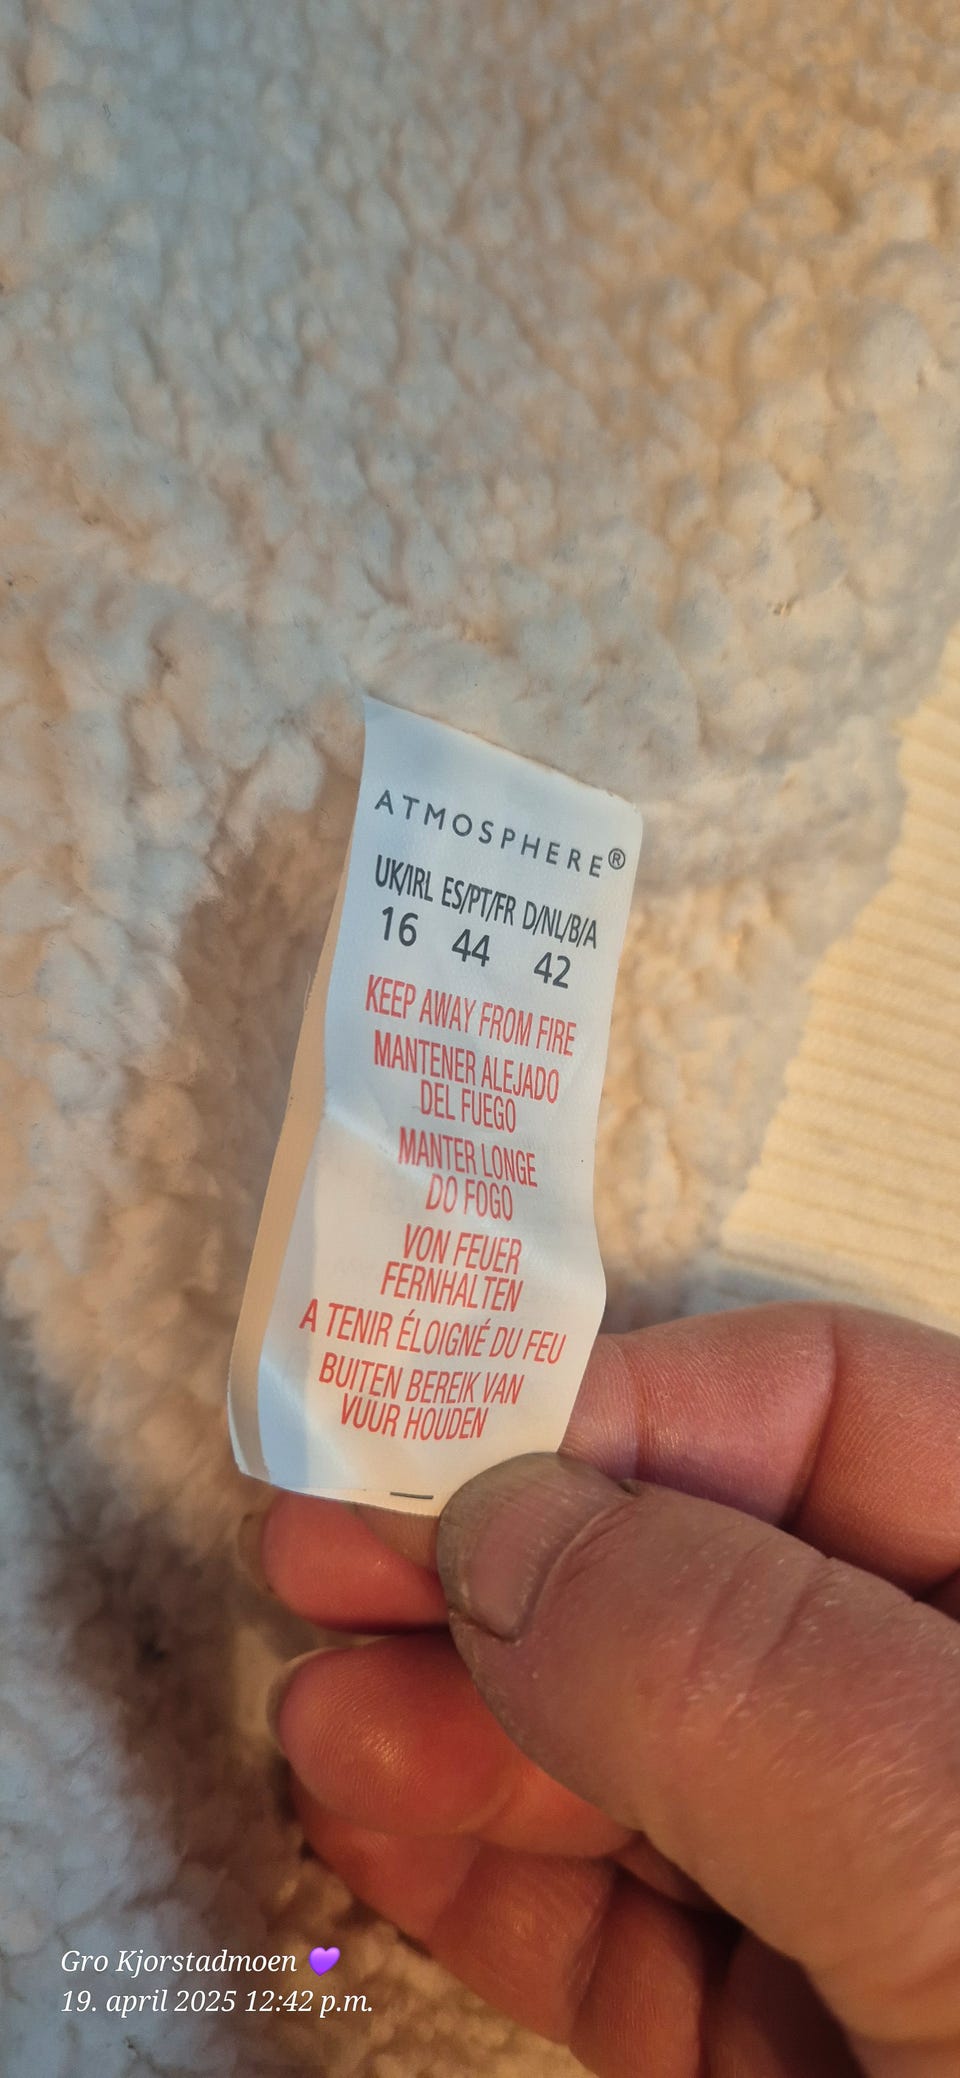 ATMOSPHERE®
UK/IRL ES/PT/FR D/NL/B/A
16 44 42
KEEP AWAY FROM FIRE
MANTENER ALEJADO
DEL FUEGO
MANTER LONGE
DO FOGO
VON FEUER
FERNHALTEN
A TENIR ÉLOIGNÉ DU FEU
BUITEN BEREIK VAN
VUUR HOUDEN
Gro Kjorstadmoen 💜
19. april 2025 12:42 p.m.